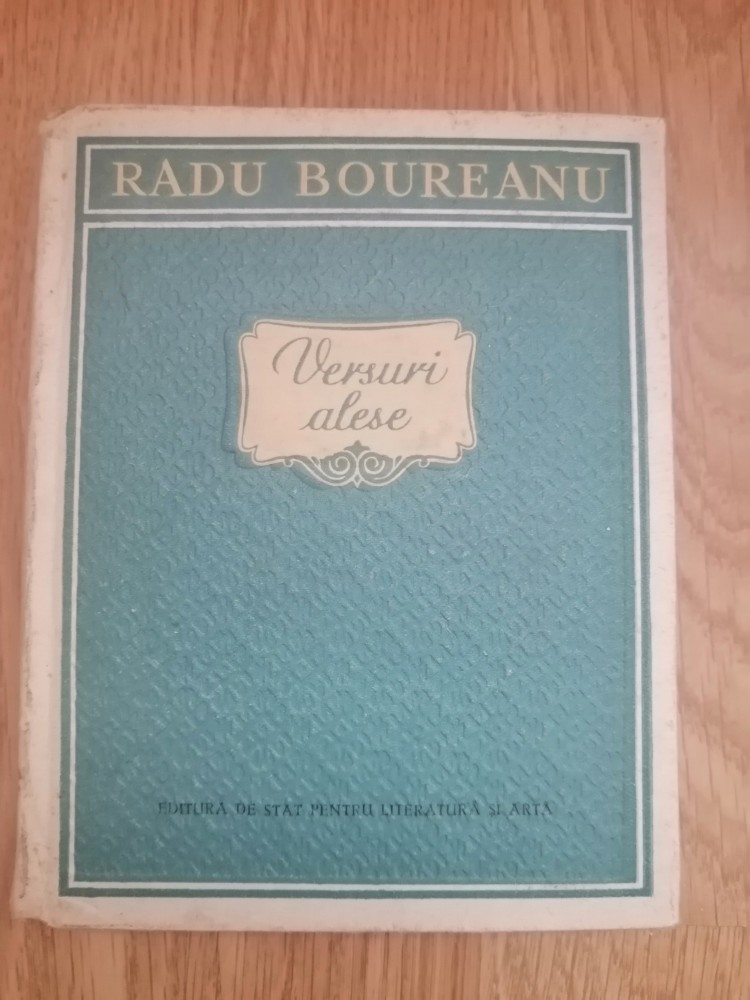 RADU BOUREANU
Versuri
alese
EDITURA DE STAT PENTRU LITERATURĂ ȘI ARTĂ